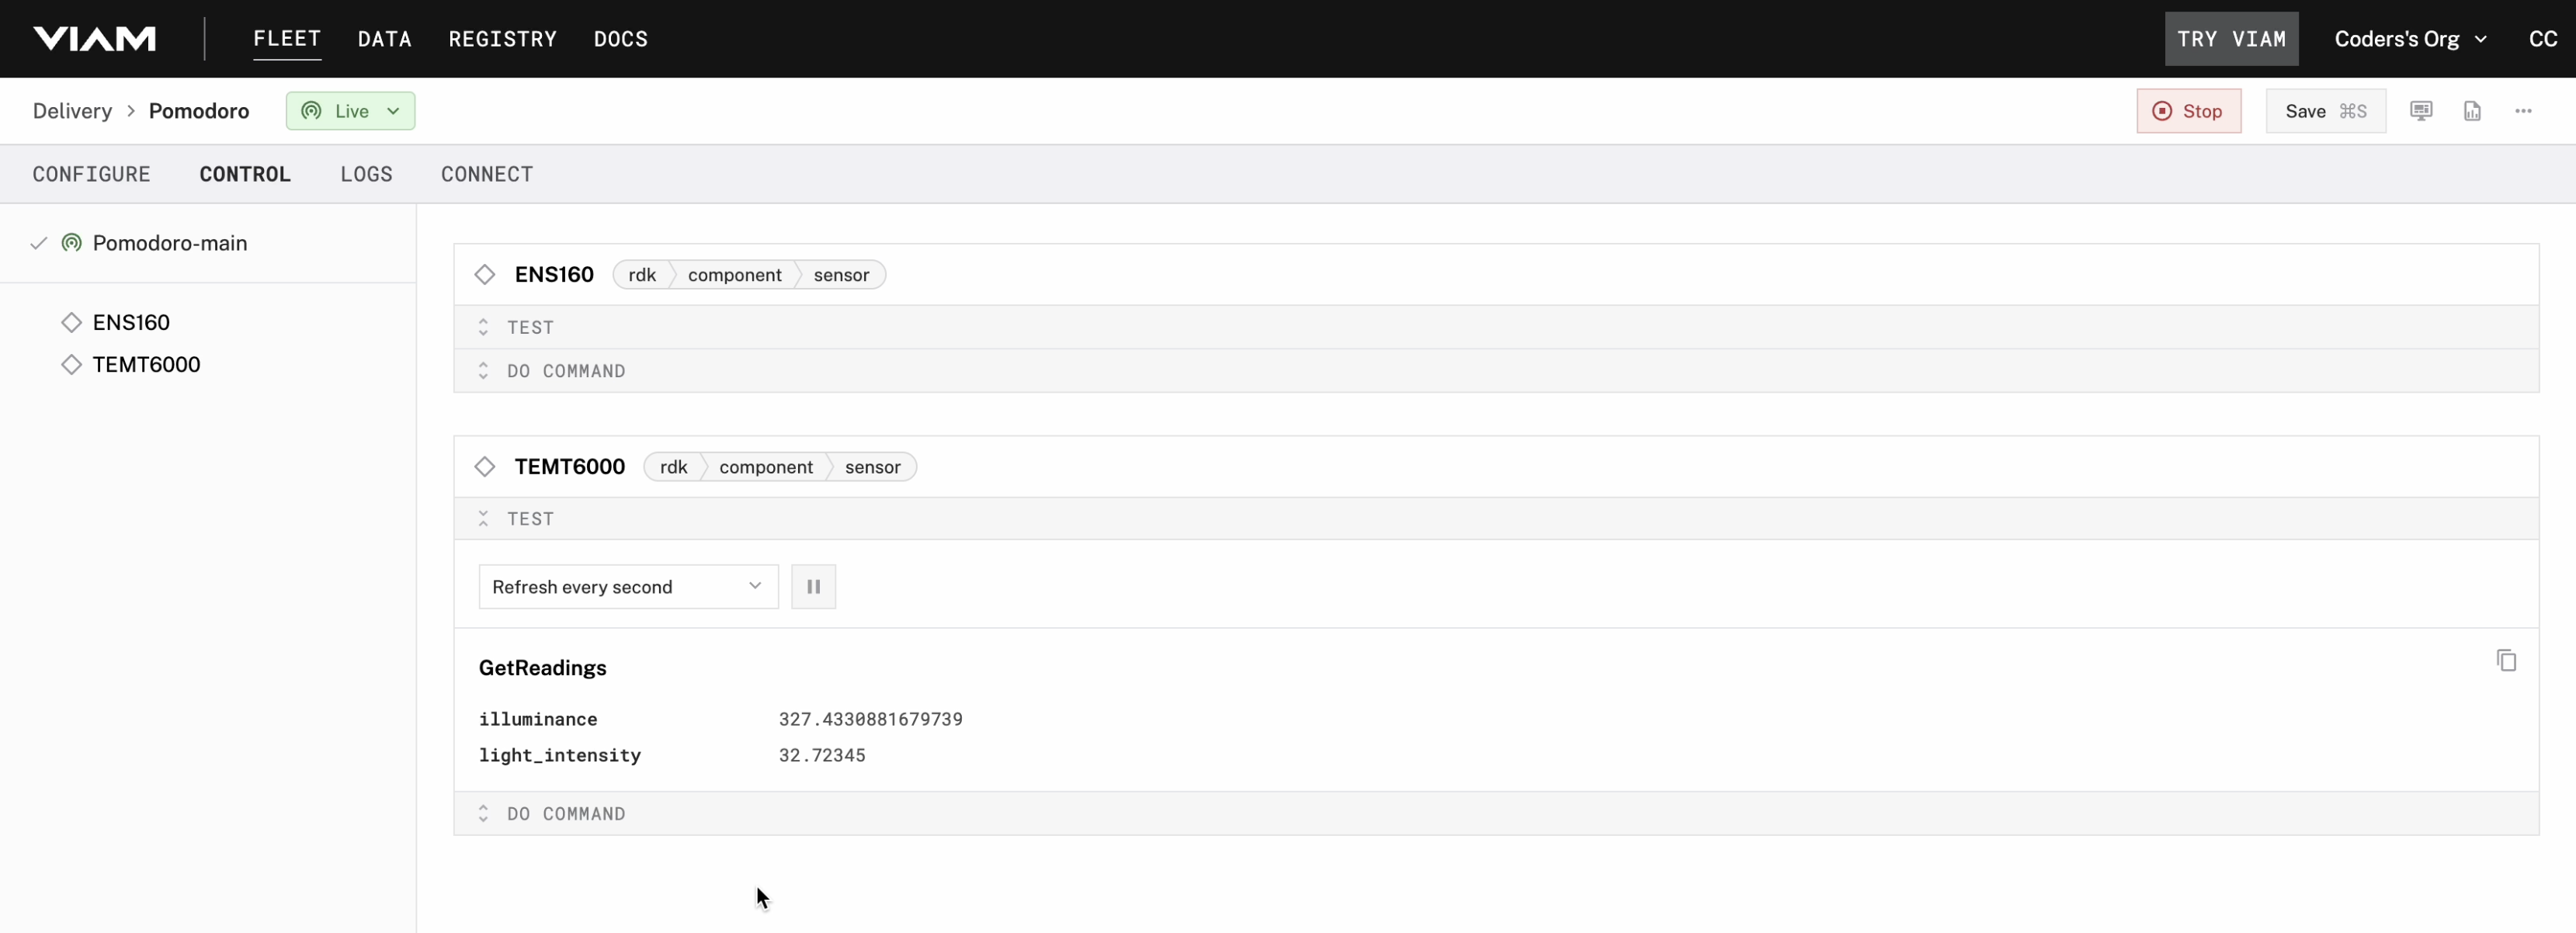 VIAM FLEET DATA REGISTRY DOCS TRY VIAM Coders's Org CC
Delivery > Pomodoro Live Stop Save ⌘S
CONFIGURE CONTROL LOGS CONNECT
Pomodoro-main
ENS160
TEMT6000
ENS160 rdk component sensor
TEST
DO COMMAND
TEMT6000 rdk component sensor
TEST
Refresh every second
GetReadings
illuminance 327.4330881679739
light_intensity 32.72345
DO COMMAND